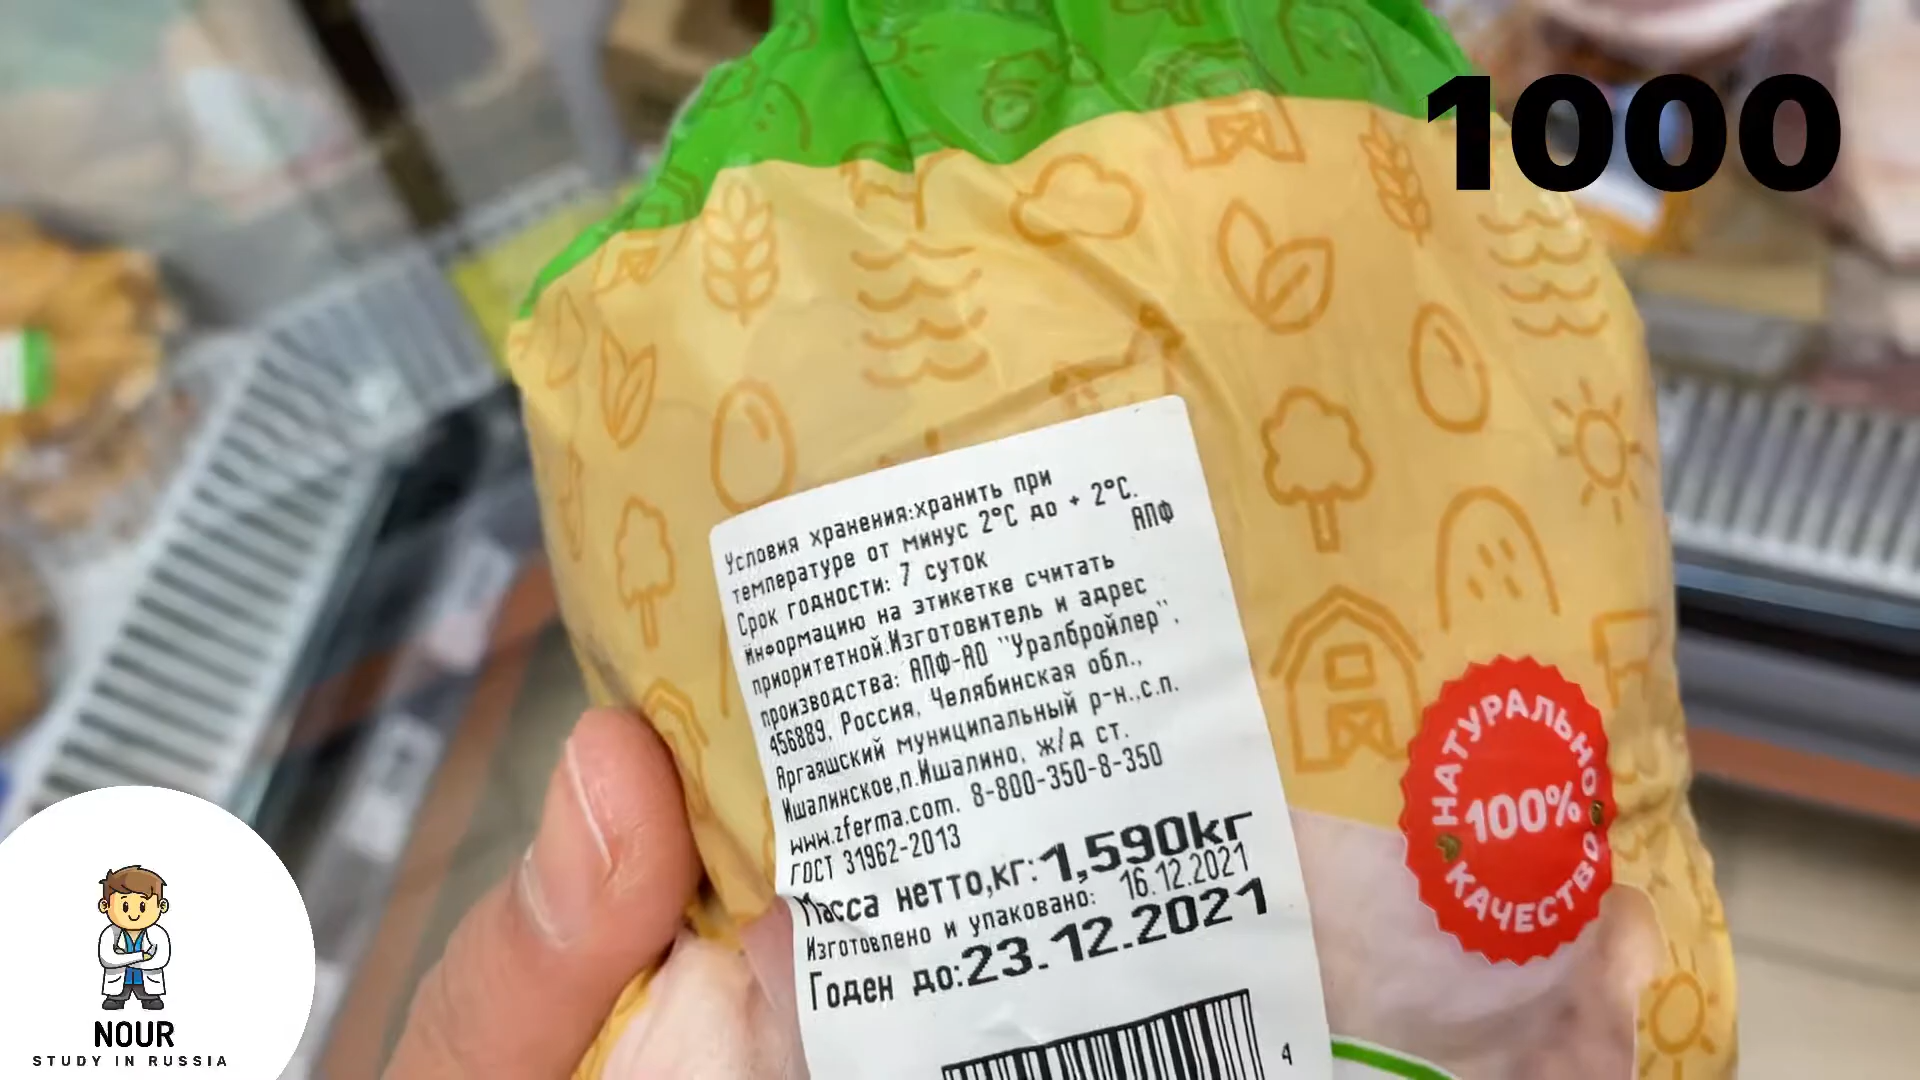 1000
Условия хранения:хранить при
температуре от минус 2°С до + 2°С.
Срок годности: 7 суток
АПФ
Информацию на этикетке считать
приоритетной.Изготовитель и адрес
производства: АПФ-АО "Уралбройлер",
456889, Россия, Челябинская обл.,
Аргаяшский муниципальный р-н.,с.п.
Ишалинское,п.Ишалино, ж/д ст.
www.zferma.com. 8-800-350-8-350
ГОСТ 31962-2013
Масса нетто,кг:1,590кг
Изготовлено и упаковано: 16.12.2021
Годен до:23.12.2021
4
НАТУРАЛЬНО
100%
КАЧЕСТВО
NOUR
STUDY IN RUSSIA